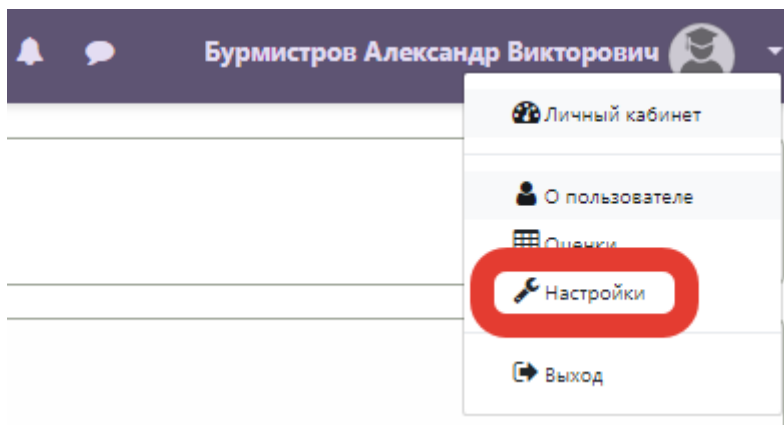 Бурмистров Александр Викторович
Личный кабинет
О пользователе
Оценки
Настройки
Выход